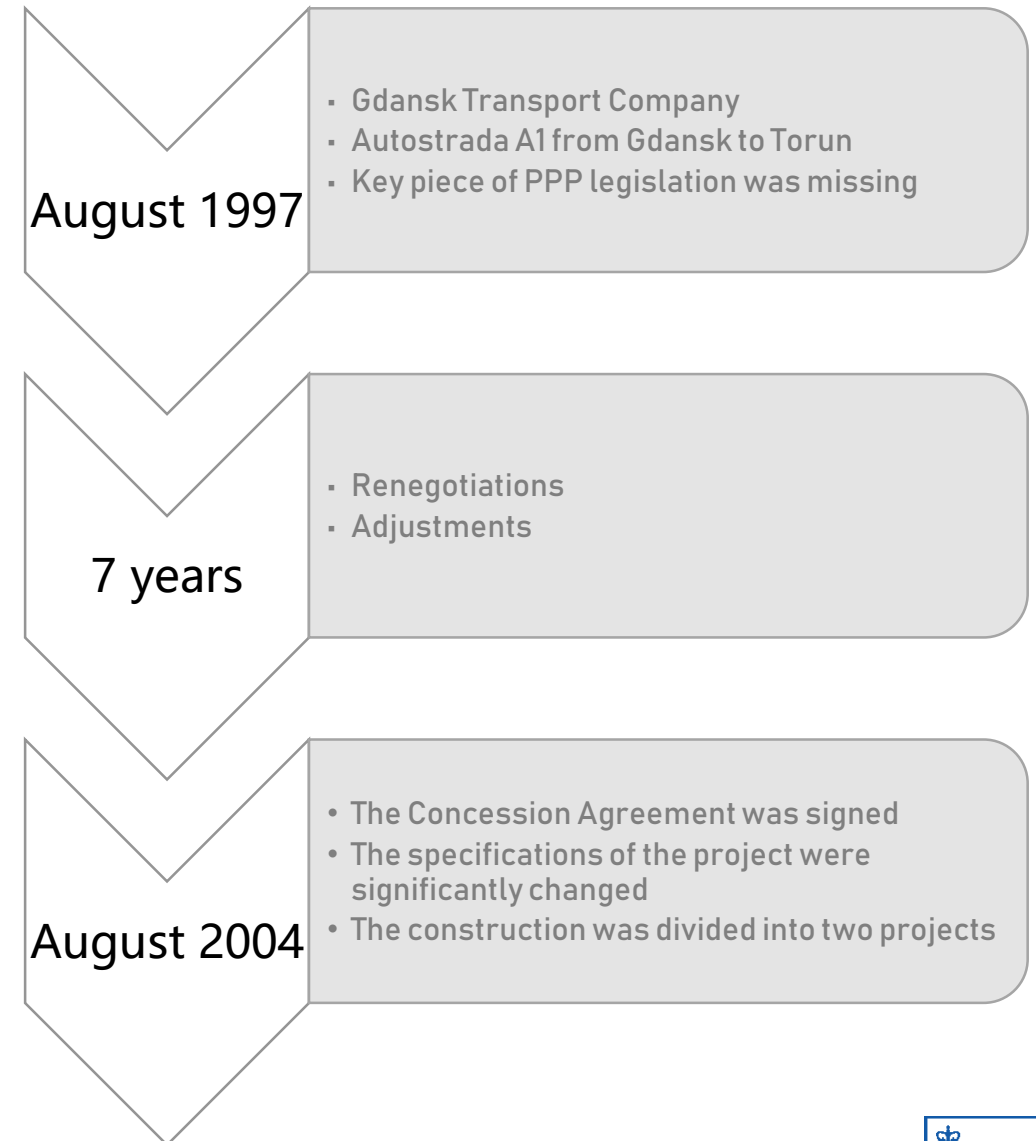 August 1997
▪ Gdansk Transport Company
▪ Autostrada A1 from Gdansk to Torun
▪ Key piece of PPP legislation was missing
7 years
▪ Renegotiations
▪ Adjustments
August 2004
• The Concession Agreement was signed
• The specifications of the project were
significantly changed
• The construction was divided into two projects